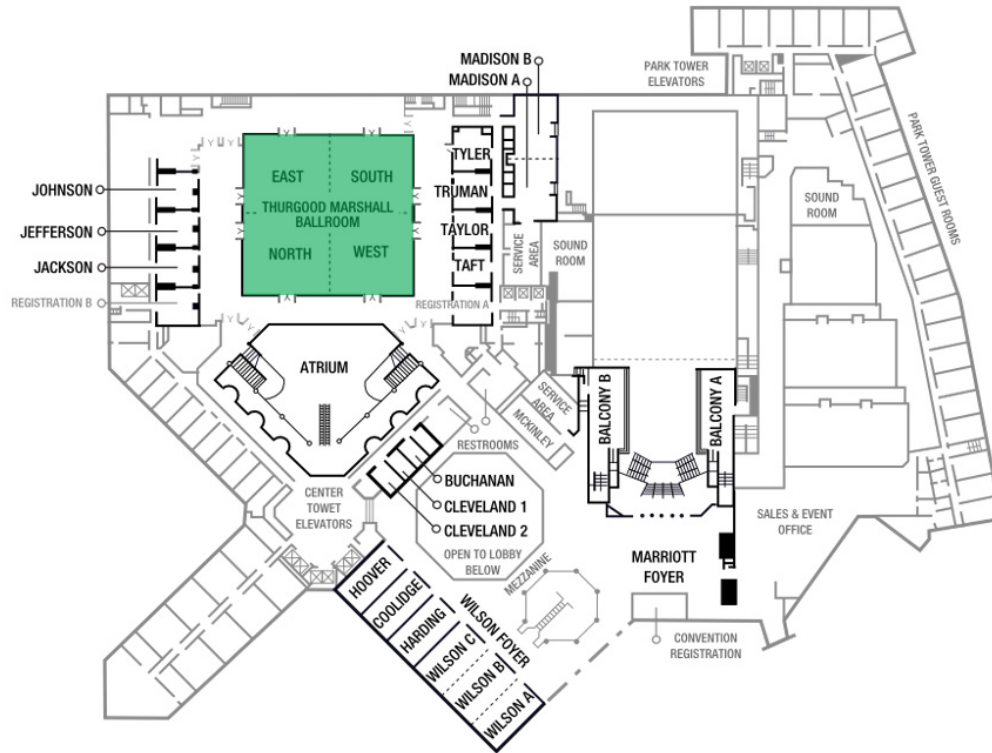 MADISON B
MADISON A
PARK TOWER
ELEVATORS
PARK TOWER GUEST ROOMS
TYLER
EAST
SOUTH
JOHNSON
TRUMAN
SOUND
ROOM
THURGOOD MARSHALL
BALLROOM
JEFFERSON
TAYLOR
SERVICE
AREA
SOUND
ROOM
NORTH
WEST
JACKSON
TAFT
REGISTRATION B
REGISTRATION A
ATRIUM
SERVICE
AREA
BALCONY B
BALCONY A
MCKINLEY
RESTROOMS
BUCHANAN
CENTER
TOWET
ELEVATORS
CLEVELAND 1
CLEVELAND 2
SALES & EVENT
OFFICE
OPEN TO LOBBY
BELOW
MARRIOTT
FOYER
MEZZANINE
HOOVER
COOLIDGE
HARDING
WILSON FOYER
WILSON C
WILSON B
WILSON A
CONVENTION
REGISTRATION